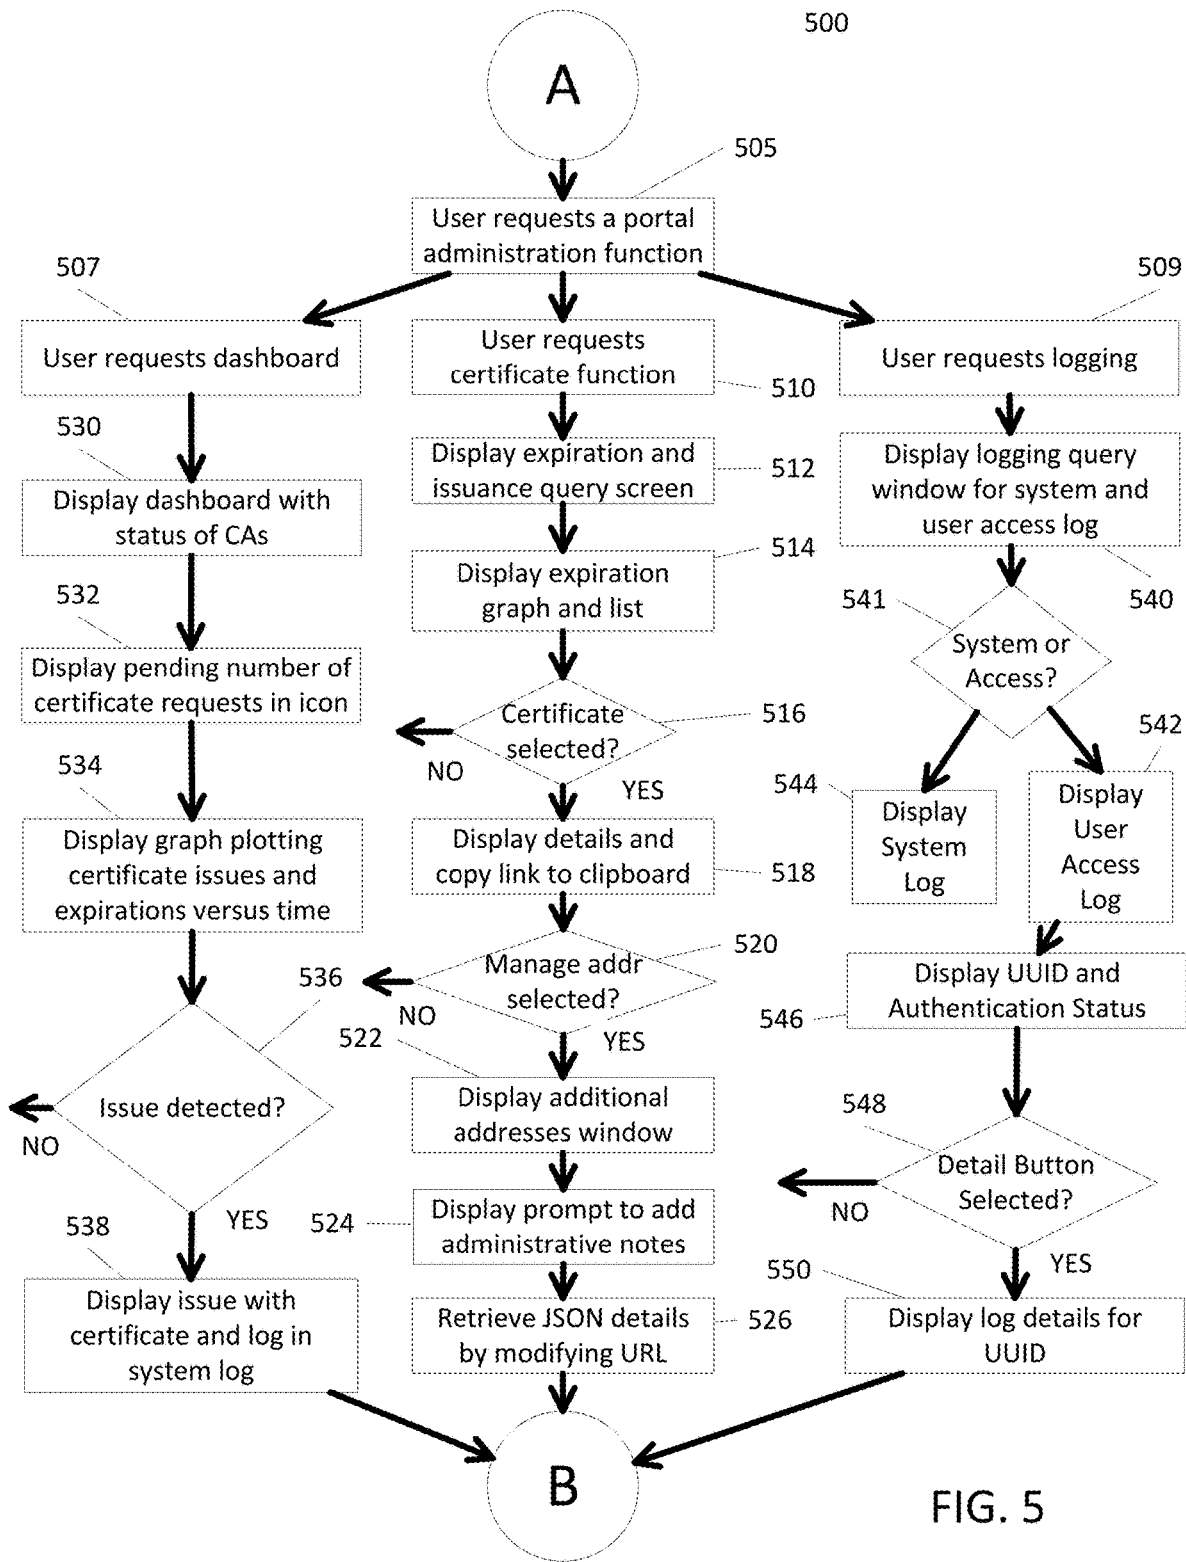 500
A
505
User requests a portal
administration function
507
User requests dashboard
530
Display dashboard with
status of CAs
532
Display pending number of
certificate requests in icon
534
Display graph plotting
certificate issues and
expirations versus time
536
Issue detected?
NO
YES
538
Display issue with
certificate and log in
system log
User requests
certificate function
510
Display expiration and
issuance query screen
512
514
Display expiration
graph and list
Certificate
selected?
516
NO
YES
Display details and
copy link to clipboard
518
520
Manage addr
selected?
NO
YES
522
Display additional
addresses window
524
Display prompt to add
administrative notes
Retrieve JSON details
by modifying URL
526
509
User requests logging
Display logging query
window for system and
user access log
540
541
System or
Access?
542
544
Display
System
Log
Display
User
Access
Log
Display UUID and
Authentication Status
546
548
Detail Button
Selected?
NO
YES
550
Display log details for
UUID
B
FIG. 5